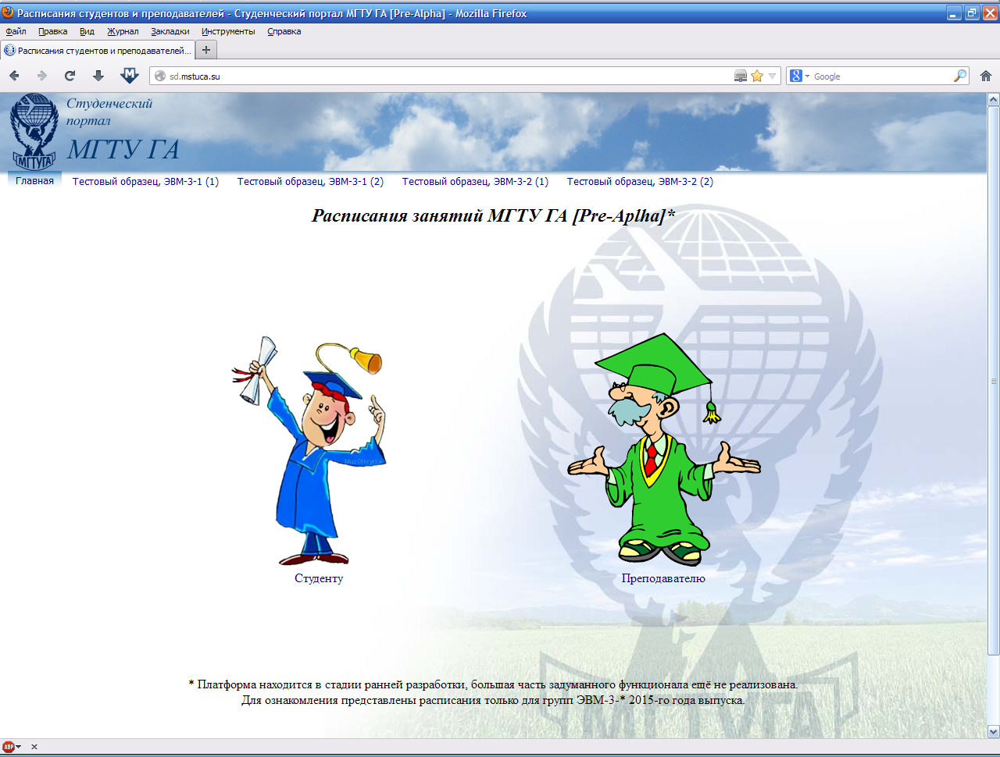 Расписания студентов и преподавателей - Студенческий портал МГТУ ГА [Pre-Alpha] - Mozilla Firefox
Файл Правка Вид Журнал Закладки Инструменты Справка
Расписания студентов и преподавателей...
sd.mstuca.su
Google
Студенческий
портал
МГТУ ГА
МГТУГА
Главная
Тестовый образец, ЭВМ-3-1 (1)
Тестовый образец, ЭВМ-3-1 (2)
Тестовый образец, ЭВМ-3-2 (1)
Тестовый образец, ЭВМ-3-2 (2)
Расписания занятий МГТУ ГА [Pre-Aplha]*
MuzOtkrytka
Студенту
Преподавателю
* Платформа находится в стадии ранней разработки, большая часть задуманного функционала ещё не реализована.
Для ознакомления представлены расписания только для групп ЭВМ-3-* 2015-го года выпуска.
МГТУГА
ABP